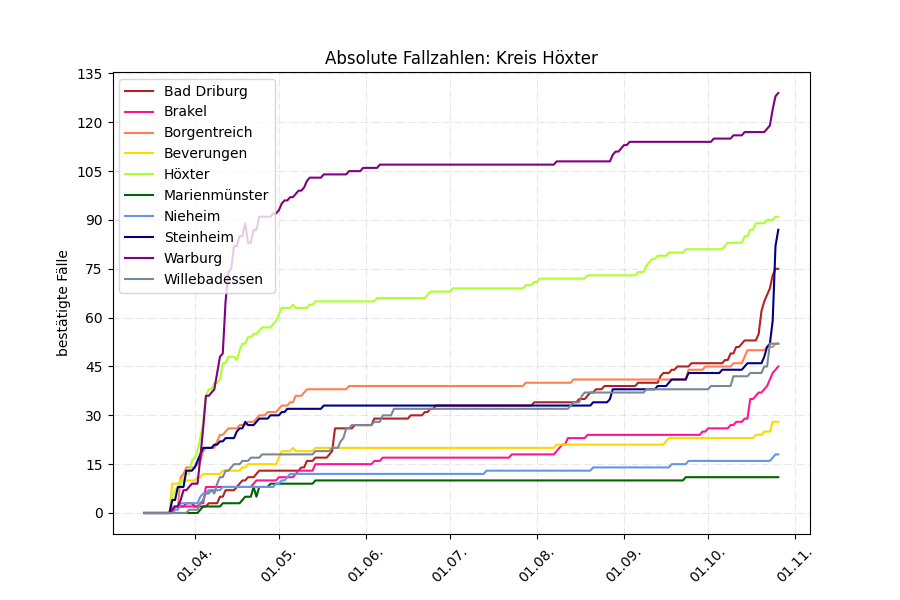 Absolute Fallzahlen: Kreis Höxter
bestätigte Fälle
135
120
105
90
75
60
45
30
15
0
Bad Driburg
Brakel
Borgentreich
Beverungen
Höxter
Marienmünster
Nieheim
Steinheim
Warburg
Willebadessen
01.04.
01.05.
01.06.
01.07.
01.08.
01.09.
01.10.
01.11.